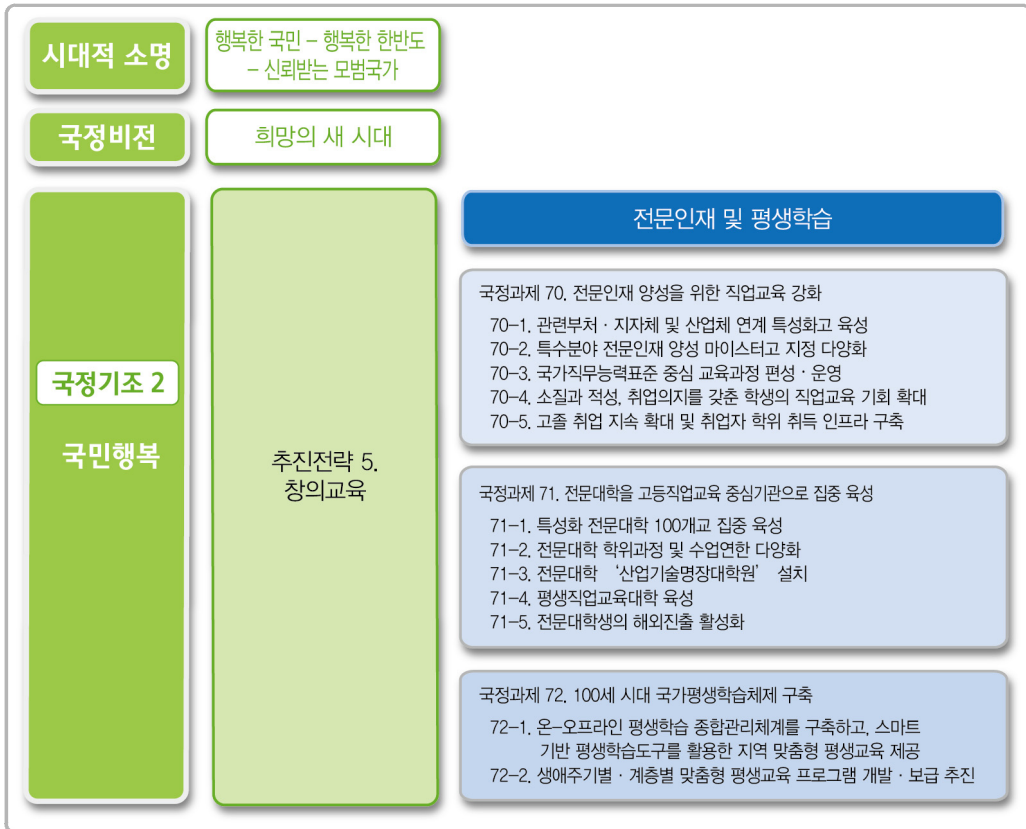 시대적 소명
행복한 국민 – 행복한 한반도
– 신뢰받는 모범국가
국정비전
희망의 새 시대
국정기조 2
국민행복
추진전략 5.
창의교육
전문인재 및 평생학습
국정과제 70. 전문인재 양성을 위한 직업교육 강화
70-1. 관련부처 · 지자체 및 산업체 연계 특성화고 육성
70-2. 특수분야 전문인재 양성 마이스터고 지정 다양화
70-3. 국가직무능력표준 중심 교육과정 편성 · 운영
70-4. 소질과 적성, 취업의지를 갖춘 학생의 직업교육 기회 확대
70-5. 고졸 취업 지속 확대 및 취업자 학위 취득 인프라 구축
국정과제 71. 전문대학을 고등직업교육 중심기관으로 집중 육성
71-1. 특성화 전문대학 100개교 집중 육성
71-2. 전문대학 학위과정 및 수업연한 다양화
71-3. 전문대학 ‘산업기술명장대학원’ 설치
71-4. 평생직업교육대학 육성
71-5. 전문대학생의 해외진출 활성화
국정과제 72. 100세 시대 국가평생학습체제 구축
72-1. 온-오프라인 평생학습 종합관리체계를 구축하고, 스마트
기반 평생학습도구를 활용한 지역 맞춤형 평생교육 제공
72-2. 생애주기별 · 계층별 맞춤형 평생교육 프로그램 개발 · 보급 추진